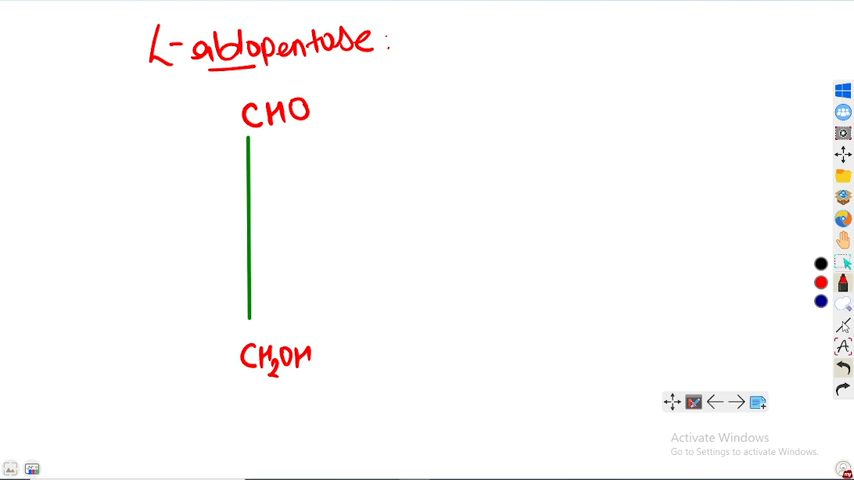 L-aldopentose:
CHO
CH₂OH
Activate Windows
Go to Settings to activate Windows.